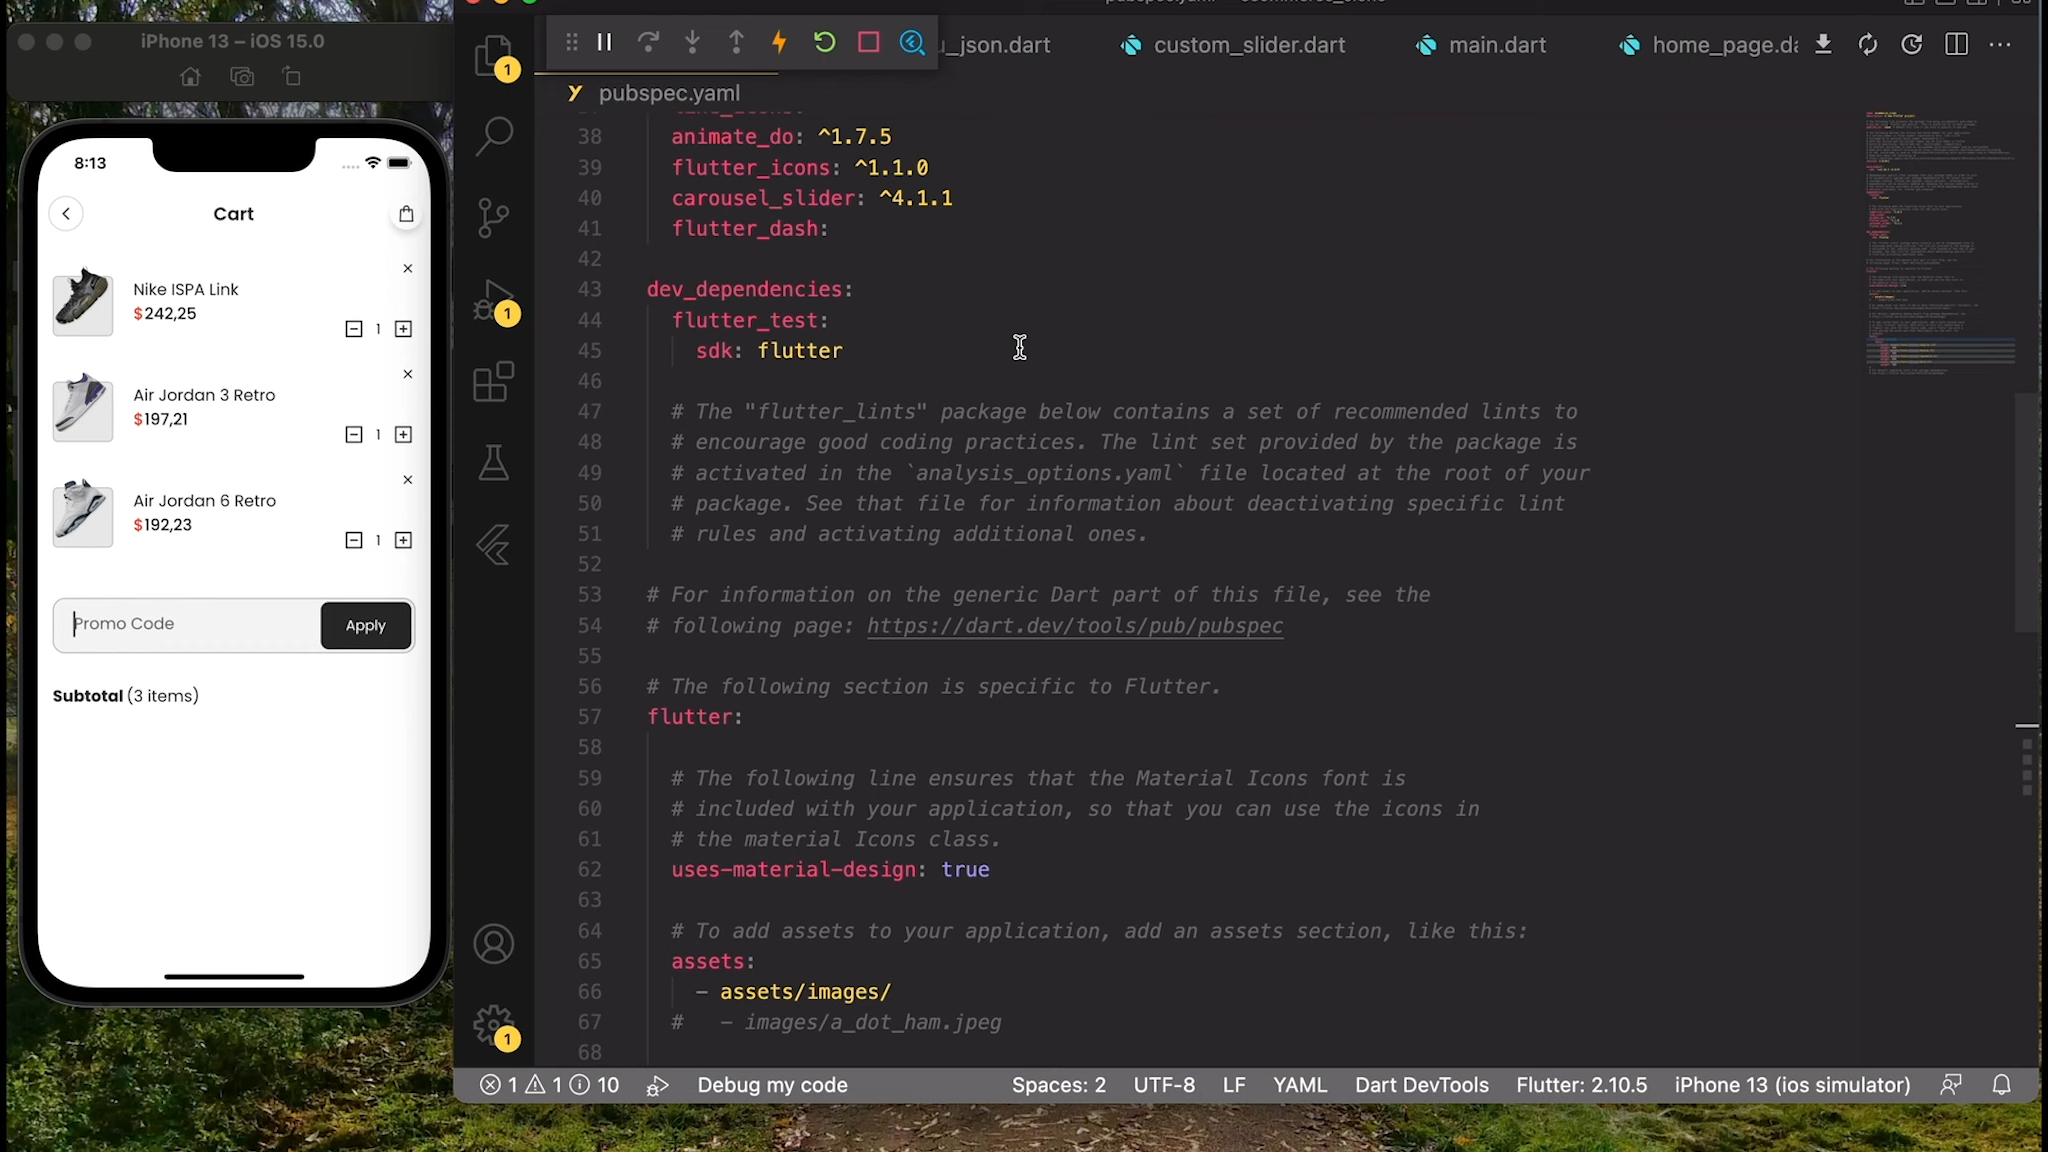 iPhone 13 – iOS 15.0
8:13
Cart
Nike ISPA Link
$242,25
1
Air Jordan 3 Retro
$197,21
1
Air Jordan 6 Retro
$192,23
1
Promo Code
Apply
Subtotal (3 items)
_json.dart
custom_slider.dart
main.dart
home_page.da
1
pubspec.yaml
38 animate_do: ^1.7.5
39 flutter_icons: ^1.1.0
40 carousel_slider: ^4.1.1
41 flutter_dash:
42
43 dev_dependencies:
44 flutter_test:
45 sdk: flutter
46
47 # The "flutter_lints" package below contains a set of recommended lints to
48 # encourage good coding practices. The lint set provided by the package is
49 # activated in the `analysis_options.yaml` file located at the root of your
50 # package. See that file for information about deactivating specific lint
51 # rules and activating additional ones.
52
53 # For information on the generic Dart part of this file, see the
54 # following page: https://dart.dev/tools/pub/pubspec
55
56 # The following section is specific to Flutter.
57 flutter:
58
59 # The following line ensures that the Material Icons font is
60 # included with your application, so that you can use the icons in
61 # the material Icons class.
62 uses-material-design: true
63
64 # To add assets to your application, add an assets section, like this:
65 assets:
66 - assets/images/
67 # - images/a_dot_ham.jpeg
68
1
1
1 1 10 Debug my code Spaces: 2 UTF-8 LF YAML Dart DevTools Flutter: 2.10.5 iPhone 13 (ios simulator)